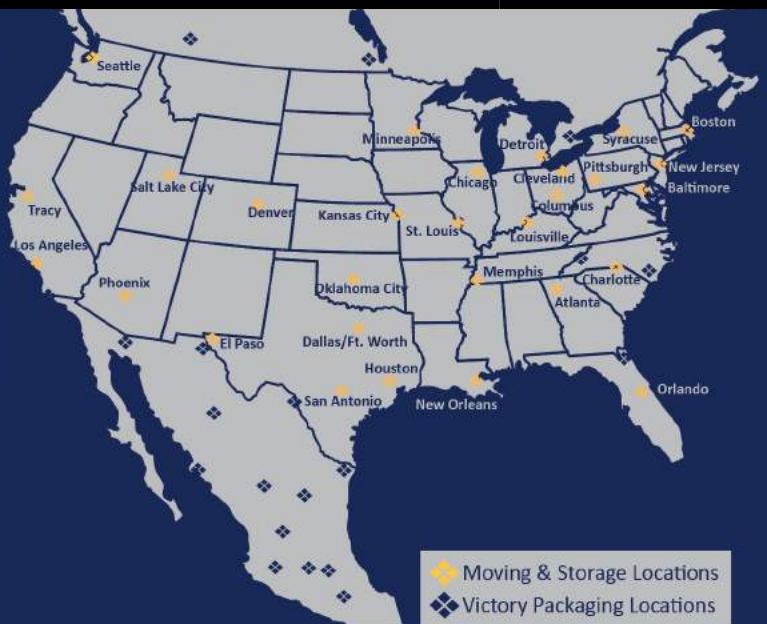 Seattle
Boston
Minneapolis
Detroit
Syracuse
Pittsburgh
New Jersey
Chicago
Cleveland
Salt Lake City
Baltimore
Columbus
Tracy
Denver
Kansas City
St. Louis
Louisville
Los Angeles
Memphis
Phoenix
Charlotte
Oklahoma City
Atlanta
El Paso
Dallas/Ft. Worth
Houston
Orlando
San Antonio
New Orleans
Moving & Storage Locations
Victory Packaging Locations